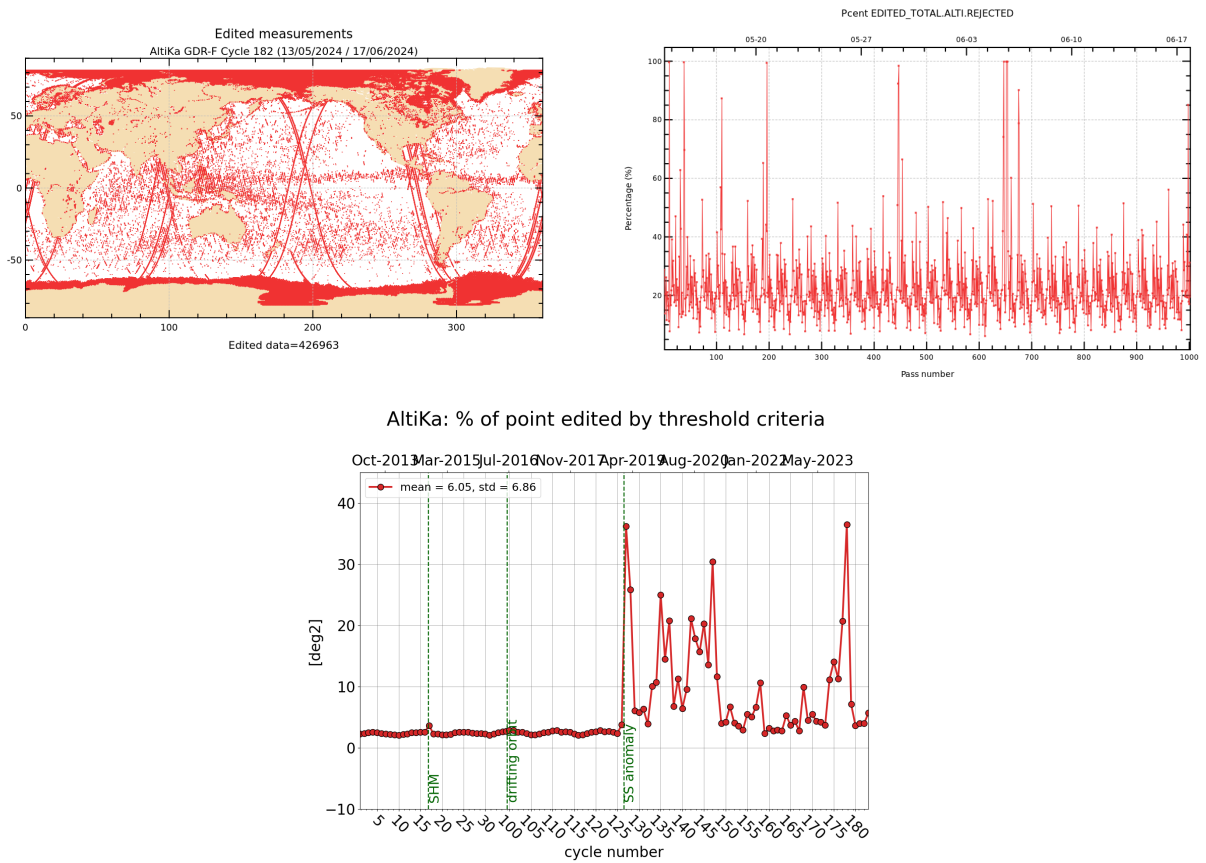 Edited measurements
AltiKa GDR-F Cycle 182 (13/05/2024 / 17/06/2024)
50
0
-50
0 100 200 300
Edited data=426963
Pcent EDITED_TOTAL.ALTI.REJECTED
05-20 05-27 06-03 06-10 06-17
100
80
60
40
20
Percentage (%)
100 200 300 400 500 600 700 800 900 1000
Pass number
AltiKa: % of point edited by threshold criteria
Oct-2013 Mar-2015 Jul-2016 Nov-2017 Apr-2019 Aug-2020 Jan-2022 May-2023
mean = 6.05, std = 6.86
40
30
20
10
0
−10
[deg2]
SHM
drifting orbit
SS anomaly
5 10 15 20 25 30 100 105 110 115 120 125 130 135 140 145 150 155 160 165 170 175 180
cycle number